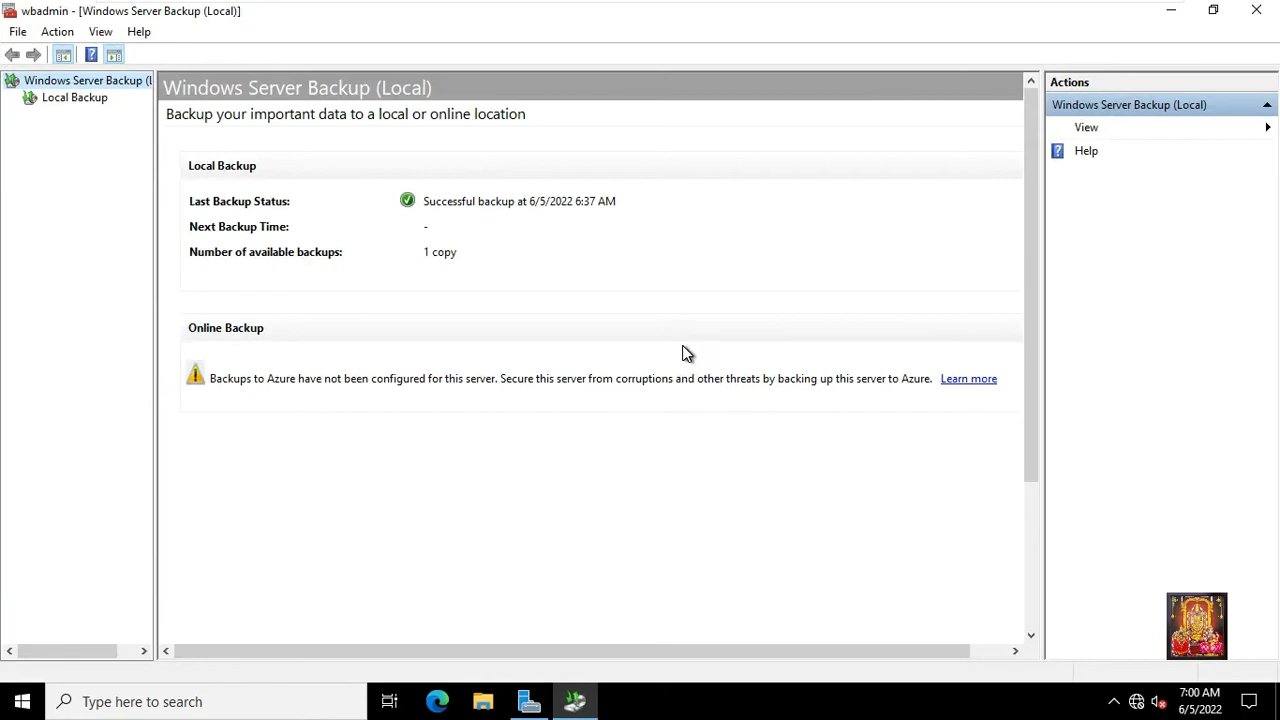 wbadmin - [Windows Server Backup (Local)]
File Action View Help
Windows Server Backup (L
Local Backup
Windows Server Backup (Local)
Backup your important data to a local or online location
Local Backup
Last Backup Status: Successful backup at 6/5/2022 6:37 AM
Next Backup Time: -
Number of available backups: 1 copy
Online Backup
Backups to Azure have not been configured for this server. Secure this server from corruptions and other threats by backing up this server to Azure. Learn more
Actions
Windows Server Backup (Local)
View
Help
Type here to search
7:00 AM
6/5/2022